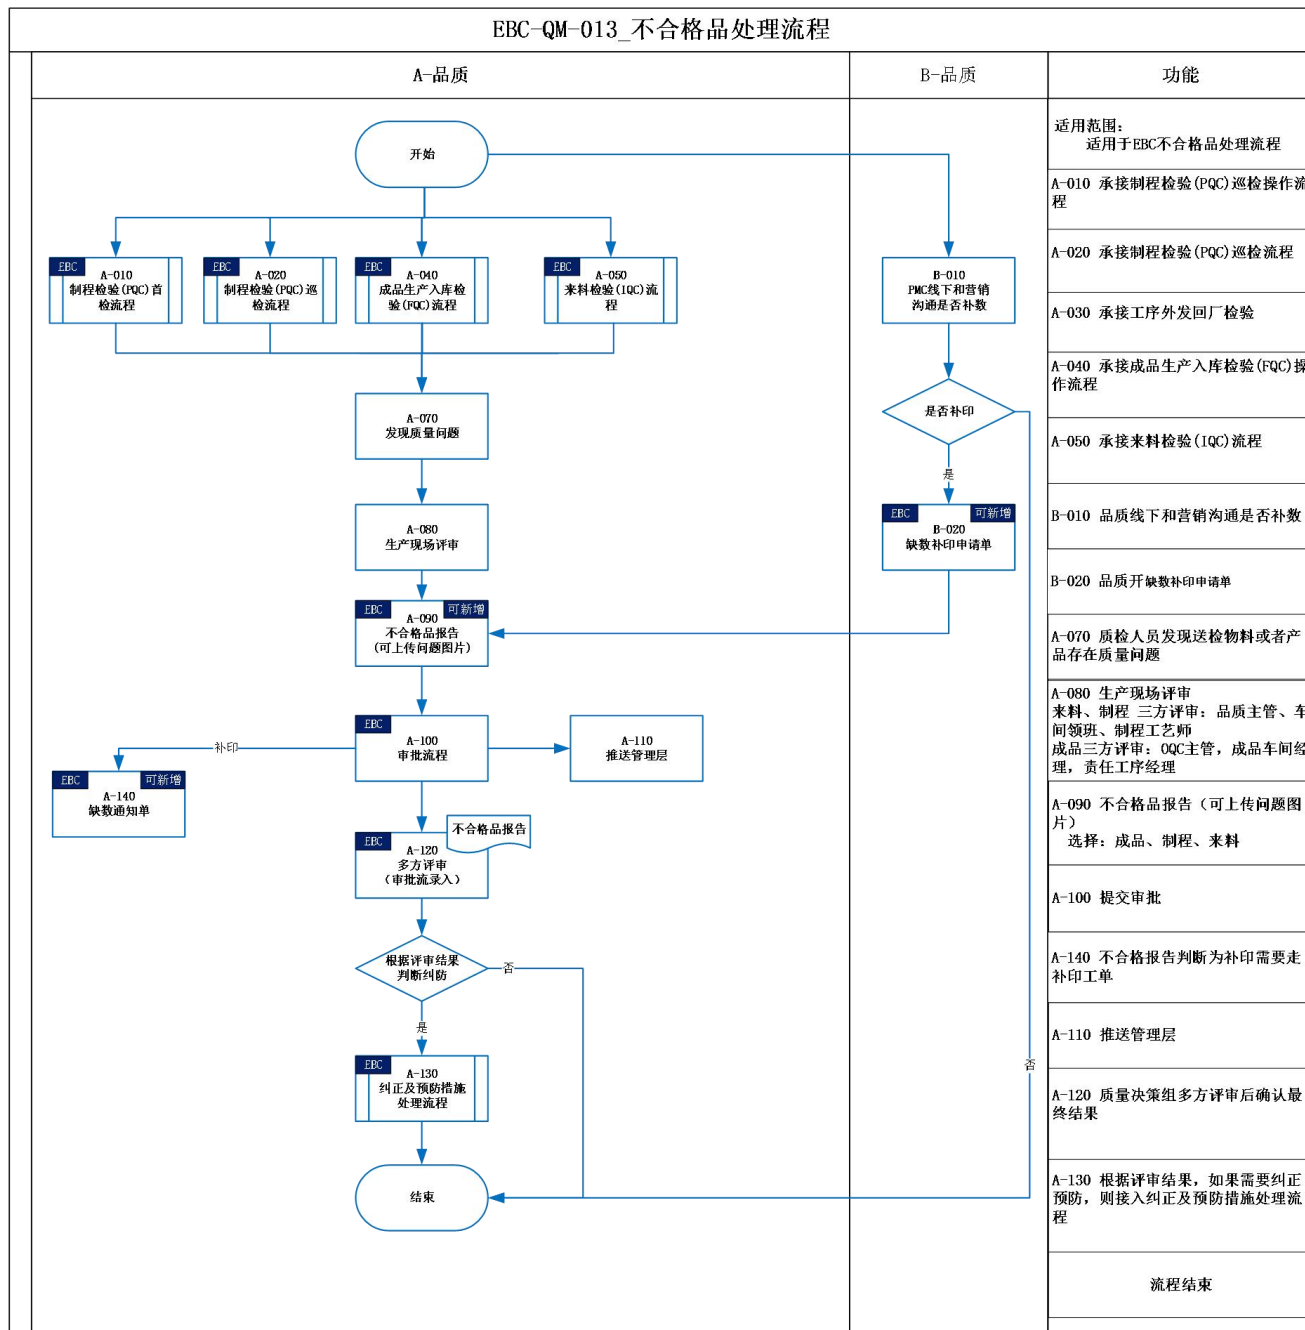 EBC-QM-013_不合格品处理流程
A-品质
B-品质
功能
开始
EBC
A-010
制程检验(PQC)首
检流程
EBC
A-020
制程检验(PQC)巡
检流程
EBC
A-040
成品生产入库检
验(FQC)流程
EBC
A-050
来料检验(IQC)流
程
A-070
发现质量问题
A-080
生产现场评审
EBC
可新增
A-090
不合格品报告
(可上传问题图片)
EBC
A-100
审批流程
A-110
推送管理层
补印
EBC
可新增
A-140
缺数通知单
不合格品报告
EBC
A-120
多方评审
（审批流录入）
根据评审结果
判断纠防
否
是
EBC
A-130
纠正及预防措施
处理流程
结束
B-010
PMC线下和营销
沟通是否补数
是否补印
是
EBC
可新增
B-020
缺数补印申请单
否
适用范围：
适用于EBC不合格品处理流程
A-010 承接制程检验(PQC)巡检操作流
程
A-020 承接制程检验(PQC)巡检流程
A-030 承接工序外发回厂检验
A-040 承接成品生产入库检验(FQC)操
作流程
A-050 承接来料检验(IQC)流程
B-010 品质线下和营销沟通是否补数
B-020 品质开缺数补印申请单
A-070 质检人员发现送检物料或者产
品存在质量问题
A-080 生产现场评审
来料、制程 三方评审：品质主管、车
间领班、制程工艺师
成品三方评审：OQC主管，成品车间经
理，责任工序经理
A-090 不合格品报告（可上传问题图
片）
选择：成品、制程、来料
A-100 提交审批
A-140 不合格报告判断为补印需要走
补印工单
A-110 推送管理层
A-120 质量决策组多方评审后确认最
终结果
A-130 根据评审结果，如果需要纠正
预防，则接入纠正及预防措施处理流
程
流程结束